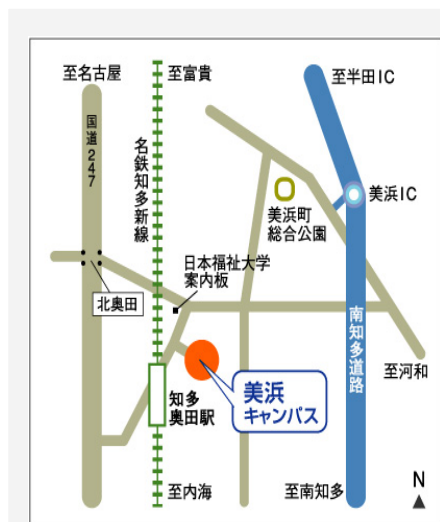 至名古屋
至富貴
至半田IC
国道247
名鉄知多新線
美浜IC
美浜町
総合公園
日本福祉大学
案内板
北奥田
南知多道路
至河和
知多
奥田駅
美浜
キャンパス
至内海
至南知多
N